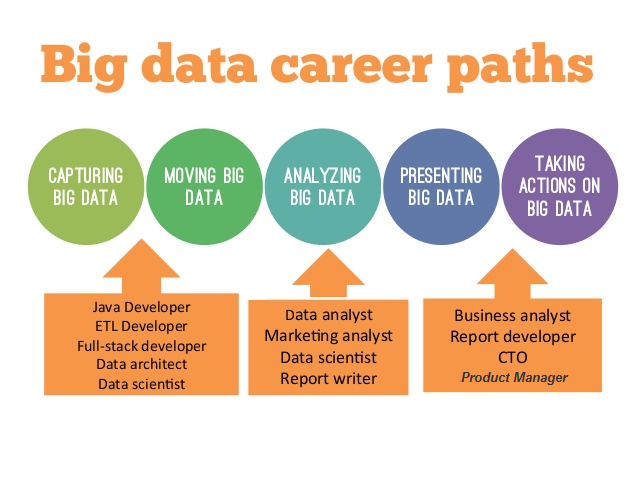 Big data career paths
CAPTURING
BIG DATA
MOVING BIG
DATA
ANALYZING
BIG DATA
PRESENTING
BIG DATA
TAKING
ACTIONS ON
BIG DATA
Java Developer
ETL Developer
Full-stack developer
Data architect
Data scientist
Data analyst
Marketing analyst
Data scientist
Report writer
Business analyst
Report developer
CTO
Product Manager